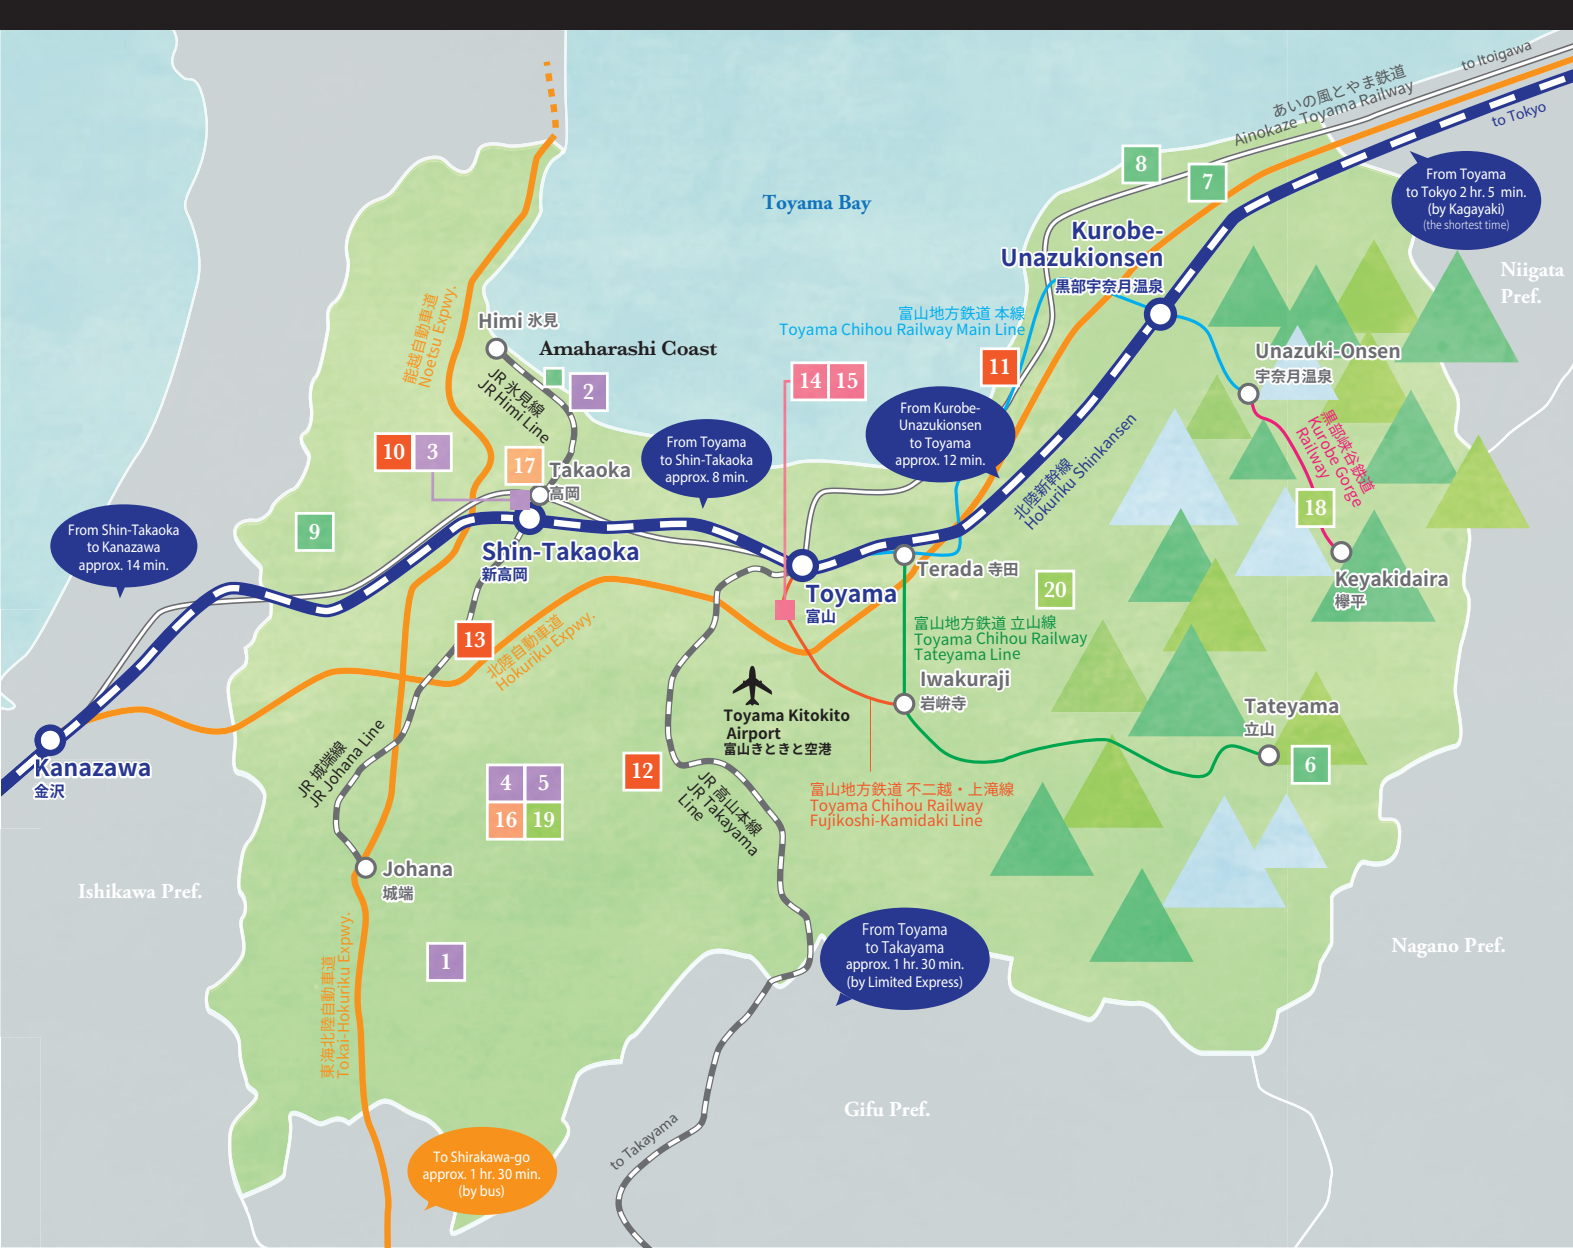 to Itoigawa
あいの風とやま鉄道
Ainokaze Toyama Railway
to Tokyo
8
7
From Toyama
to Tokyo 2 hr. 5 min.
(by Kagayaki)
(the shortest time)
Toyama Bay
Kurobe-
Unazukionsen
黒部宇奈月温泉
Niigata
Pref.
能越自動車道
Noetsu Expwy.
Himi 氷見
Amaharashi Coast
富山地方鉄道 本線
Toyama Chihou Railway Main Line
Unazuki-Onsen
宇奈月温泉
JR 氷見線
JR Himi Line
2
14
15
11
From Kurobe-
Unazukionsen
to Toyama
approx. 12 min.
10
3
17
Takaoka
高岡
From Toyama
to Shin-Takaoka
approx. 8 min.
黒部峡谷鉄道
Kurobe Gorge
Railway
18
北陸新幹線
Hokuriku Shinkansen
From Shin-Takaoka
to Kanazawa
approx. 14 min.
9
Shin-Takaoka
新高岡
Toyama
富山
Terada 寺田
20
Keyakidaira
欅平
富山地方鉄道 立山線
Toyama Chihou Railway
Tateyama Line
13
北陸自動車道
Hokuriku Expwy.
Iwakuraji
岩峅寺
Toyama Kitokito
Airport
富山きときと空港
Tateyama
立山
6
Kanazawa
金沢
JR 城端線
JR Johana Line
4
5
16
19
12
JR 高山本線
JR Takayama
Line
富山地方鉄道 不二越・上滝線
Toyama Chihou Railway
Fujikoshi-Kamidaki Line
Johana
城端
Ishikawa Pref.
東海北陸自動車道
Tokai-Hokuriku Expwy.
1
From Toyama
to Takayama
approx. 1 hr. 30 min.
(by Limited Express)
Nagano Pref.
Gifu Pref.
to Takayama
To Shirakawa-go
approx. 1 hr. 30 min.
(by bus)